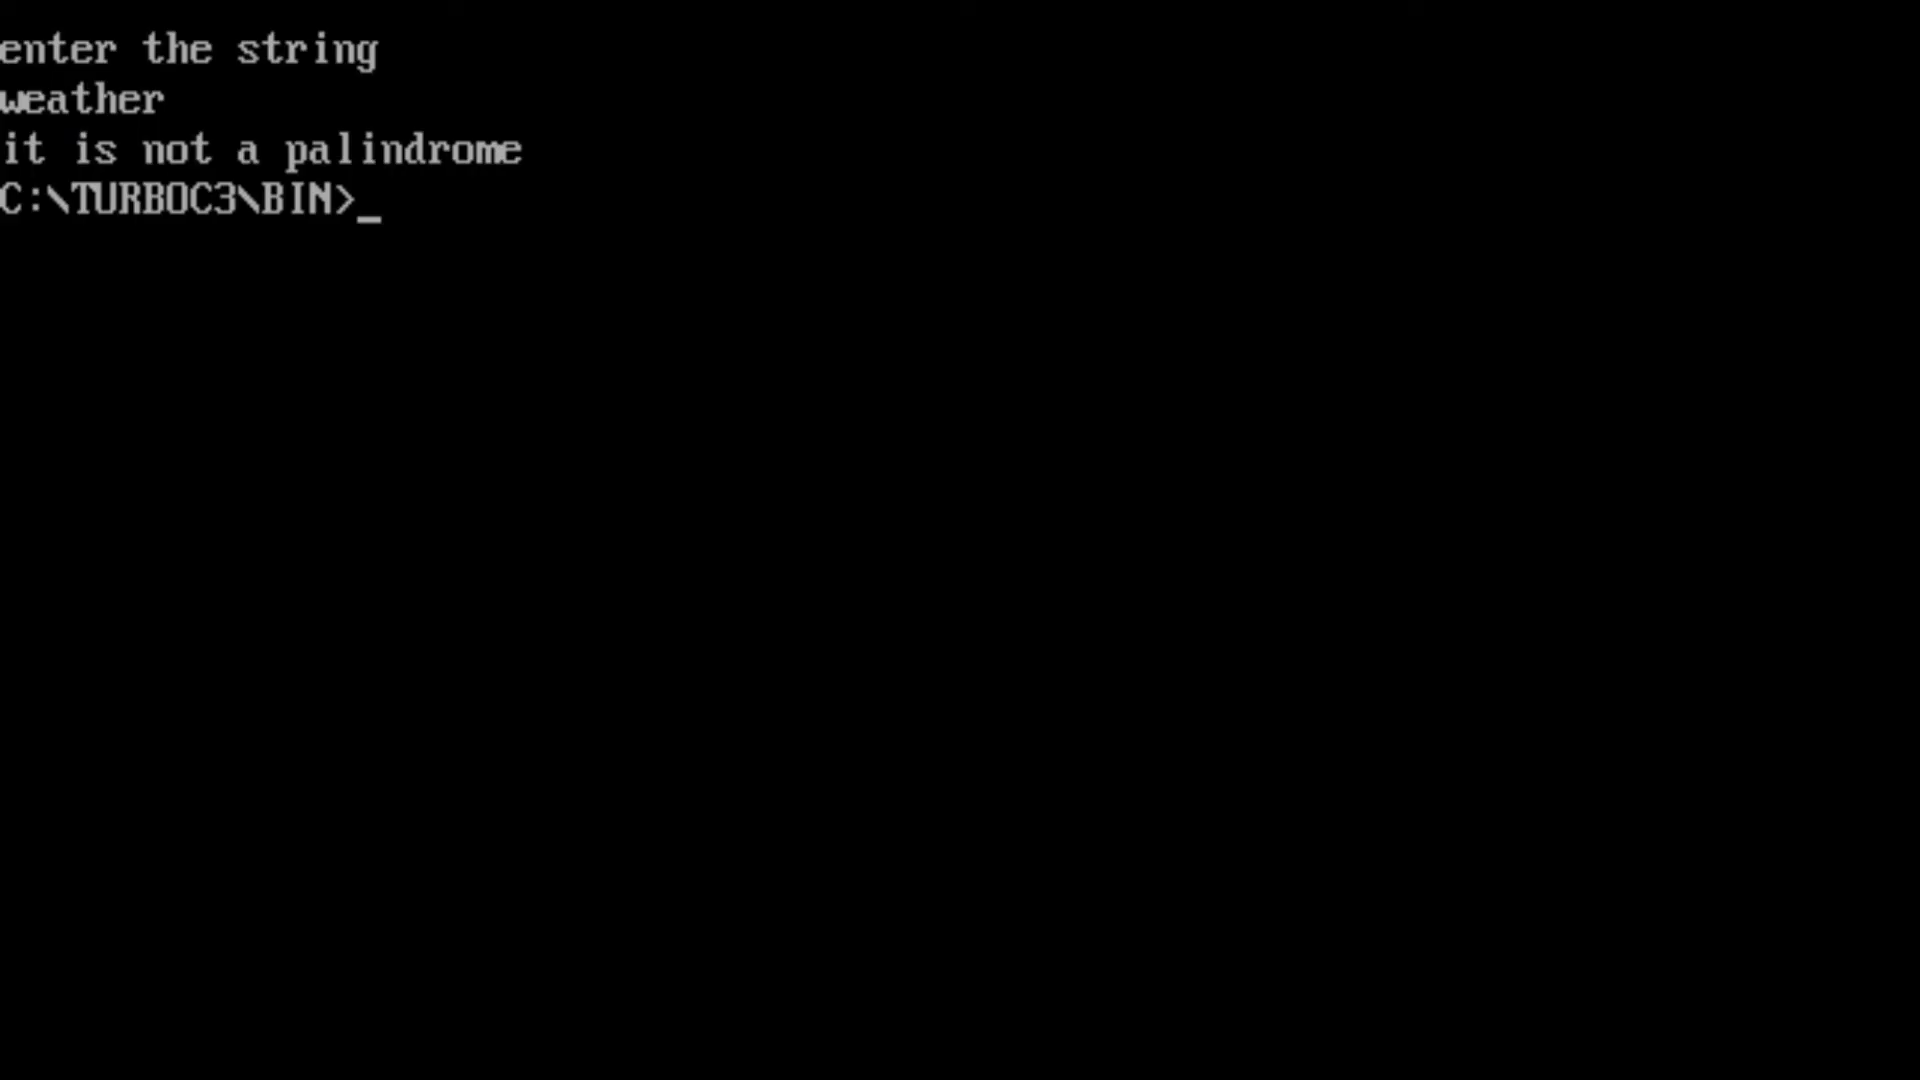 enter the string
weather
it is not a palindrome
C:\TURBOC3\BIN>_